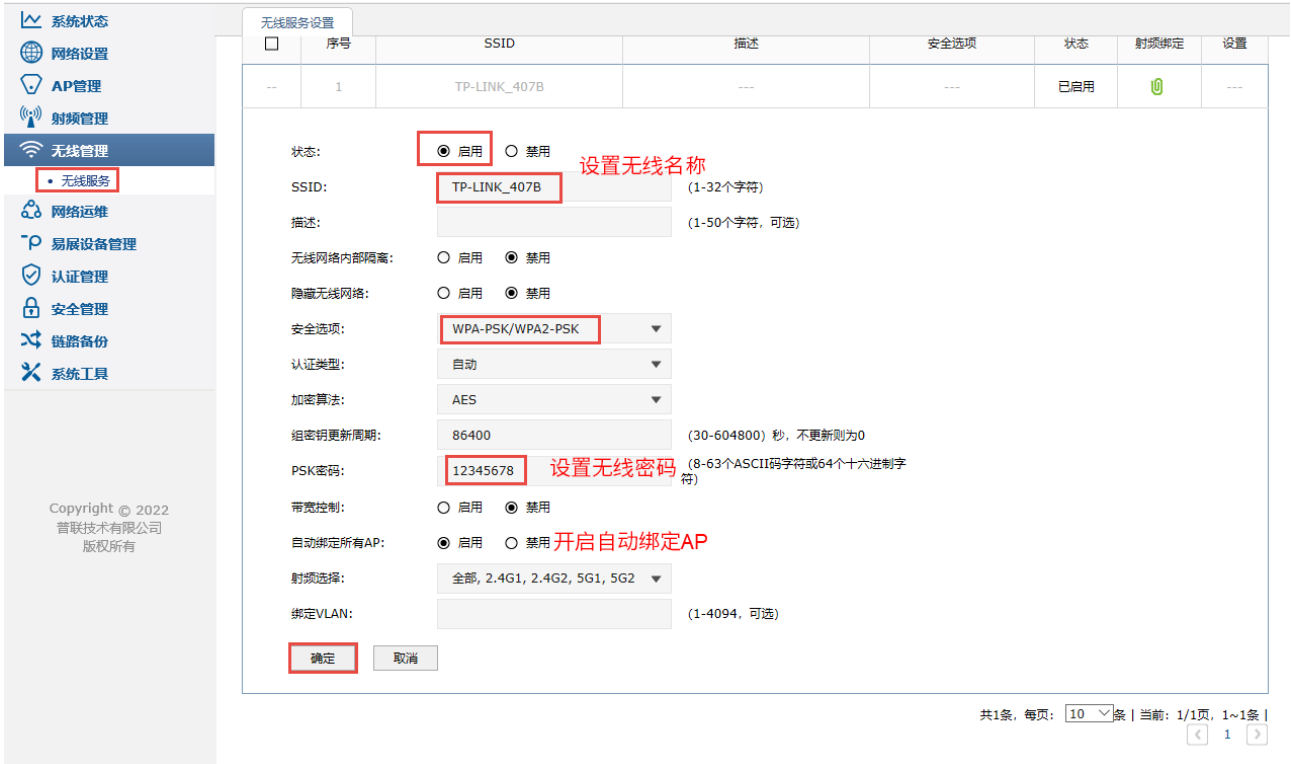 系统状态
网络设置
AP管理
射频管理
无线管理
• 无线服务
网络运维
易展设备管理
认证管理
安全管理
链路备份
系统工具
Copyright © 2022
普联技术有限公司
版权所有
无线服务设置
序号 SSID 描述 安全选项 状态 射频绑定 设置
-- 1 TP-LINK_407B --- --- 已启用 ---
状态: 启用 禁用
设置无线名称
SSID: TP-LINK_407B (1-32个字符)
描述: (1-50个字符, 可选)
无线网络内部隔离: 启用 禁用
隐藏无线网络: 启用 禁用
安全选项: WPA-PSK/WPA2-PSK
认证类型: 自动
加密算法: AES
组密钥更新周期: 86400 (30-604800) 秒, 不更新则为0
PSK密码: 12345678 设置无线密码 (8-63个ASCII码字符或64个十六进制字
符)
带宽控制: 启用 禁用
自动绑定所有AP: 启用 禁用 开启自动绑定AP
射频选择: 全部, 2.4G1, 2.4G2, 5G1, 5G2
绑定VLAN: (1-4094, 可选)
确定 取消
共1条, 每页: 10 条 | 当前: 1/1页, 1~1条 |
< 1 >